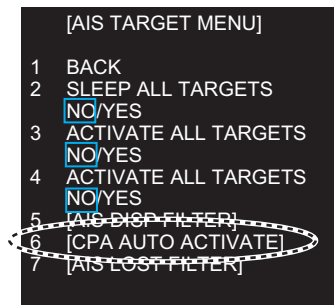 [AIS TARGET MENU]
1 BACK
2 SLEEP ALL TARGETS
NO/YES
3 ACTIVATE ALL TARGETS
NO/YES
4 ACTIVATE ALL TARGETS
NO/YES
5 [AIS DISP FILTER]
6 [CPA AUTO ACTIVATE]
7 [AIS LOST FILTER]